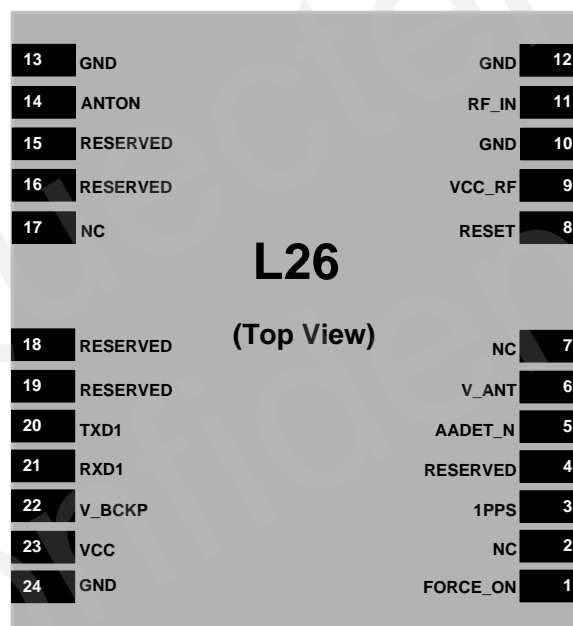 13 GND GND 12
14 ANTON RF_IN 11
15 RESERVED GND 10
16 RESERVED VCC_RF 9
17 NC RESET 8
L26
(Top View)
18 RESERVED NC 7
19 RESERVED V_ANT 6
20 TXD1 AADET_N 5
21 RXD1 RESERVED 4
22 V_BCKP 1PPS 3
23 VCC NC 2
24 GND FORCE_ON 1